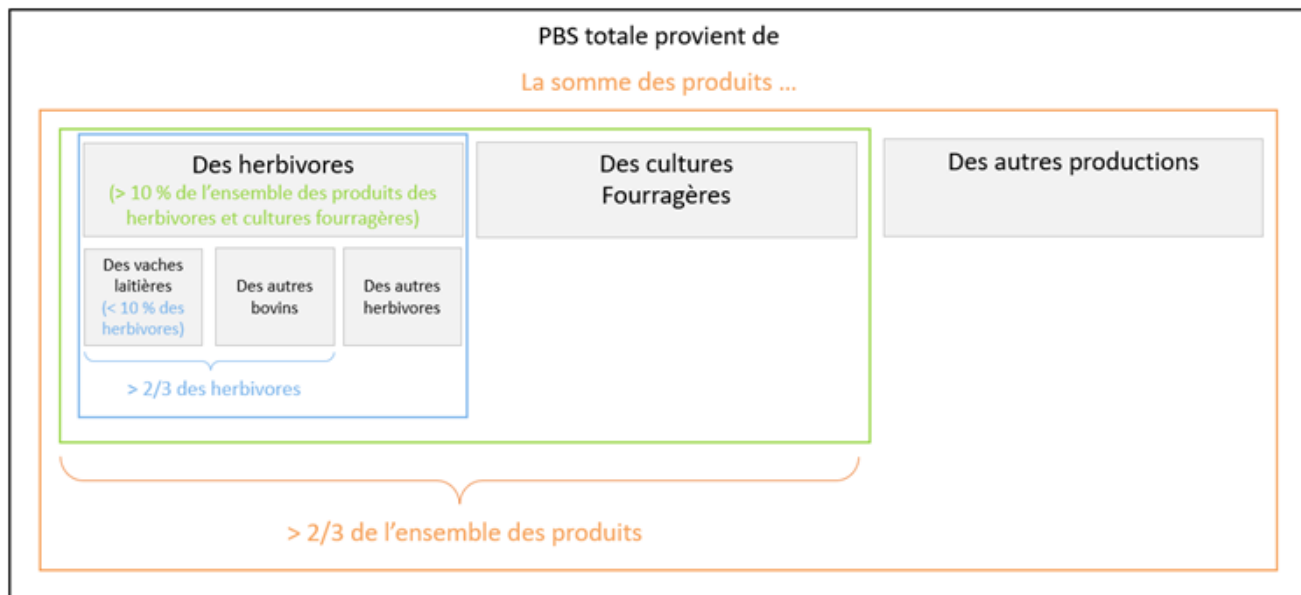 PBS totale provient de
La somme des produits ...
Des herbivores
(> 10 % de l'ensemble des produits des
herbivores et cultures fourragères)
Des cultures
Fourragères
Des autres productions
Des vaches
laitières
(< 10 % des
herbivores)
Des autres
bovins
Des autres
herbivores
> 2/3 des herbivores
> 2/3 de l'ensemble des produits